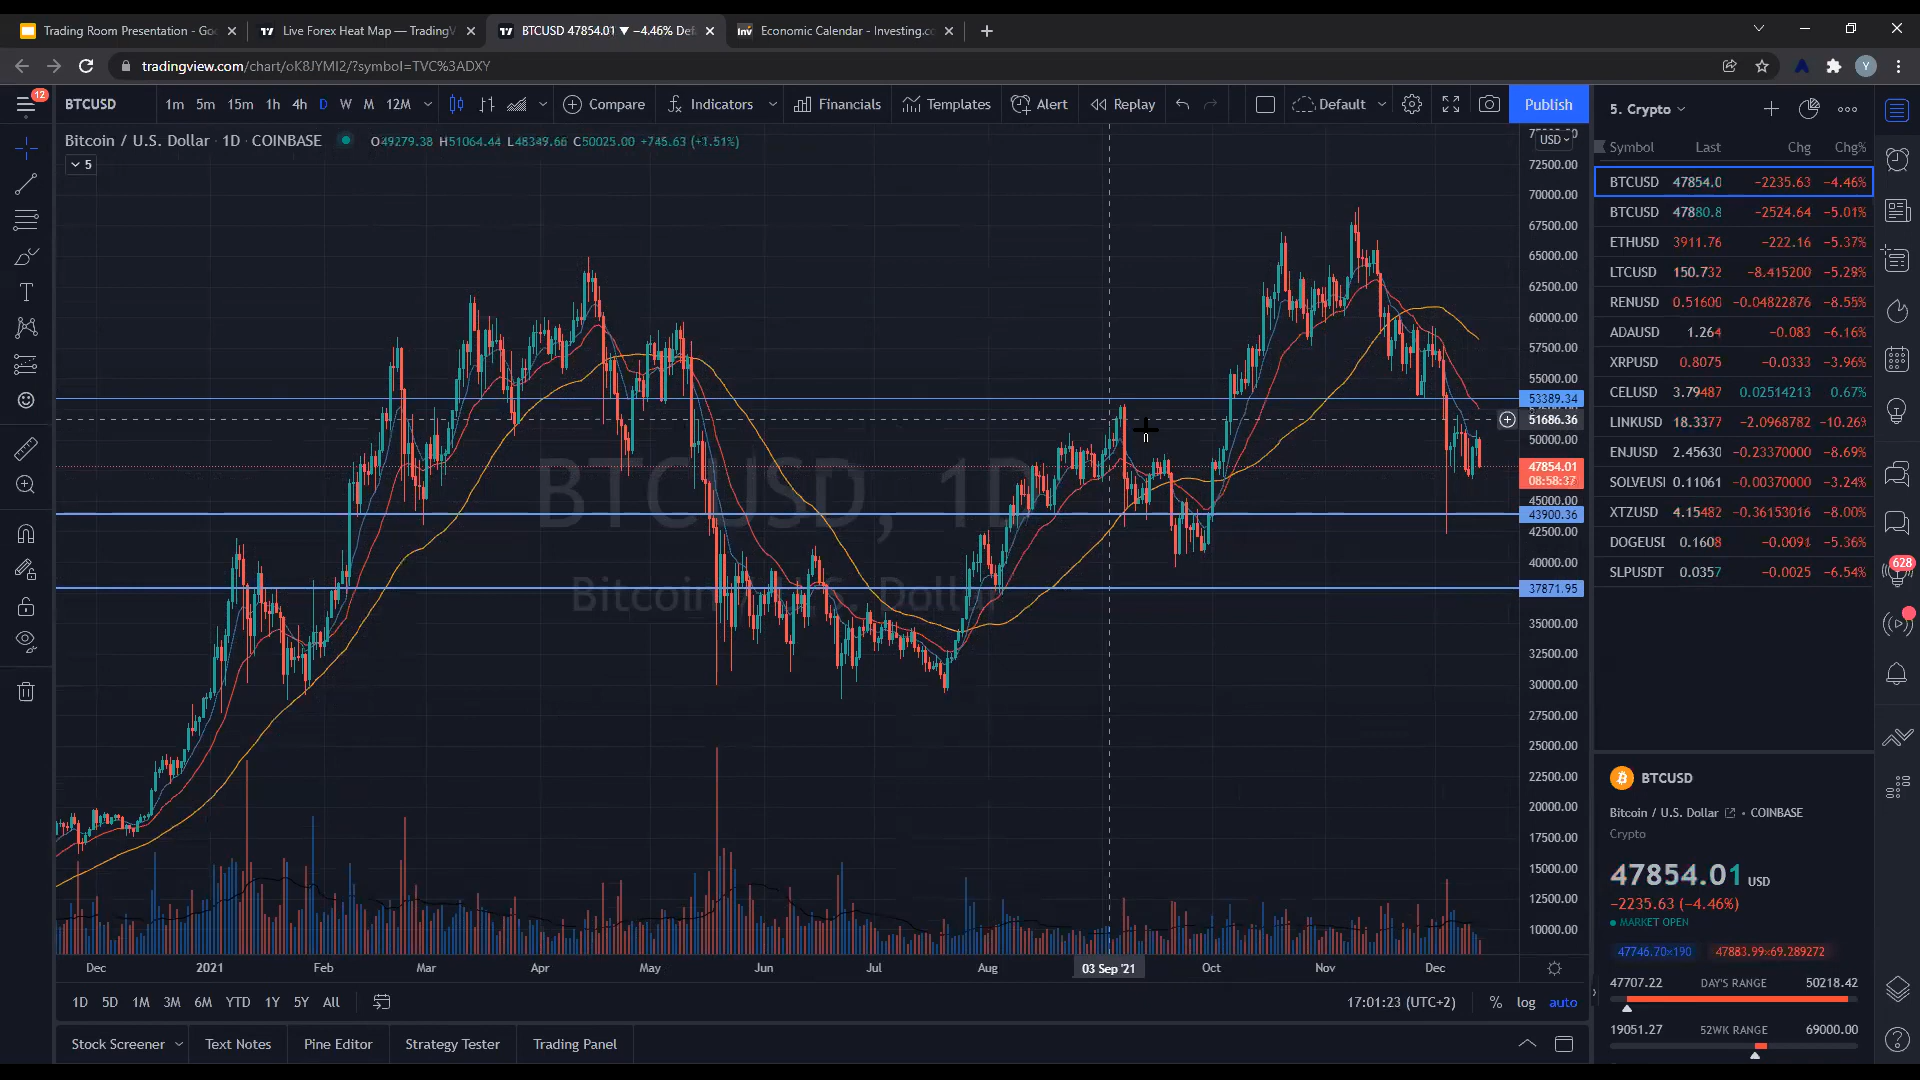 Trading Room Presentation - Goo
Live Forex Heat Map — TradingV
BTCUSD 47854.01 ▼ −4.46% Def
Inv Economic Calendar - Investing.co
tradingview.com/chart/oK8JYMI2/?symbol=TVC%3ADXY
Y
12
BTCUSD 1m 5m 15m 1h 4h D W M 12M Compare Indicators Financials Templates Alert Replay Default Publish
5. Crypto
Bitcoin / U.S. Dollar · 1D · COINBASE O49279.38 H51064.44 L48349.66 C50025.00 +745.63 (+1.51%)
5
USD
75000.00
72500.00
70000.00
67500.00
65000.00
62500.00
60000.00
57500.00
55000.00
53389.34
51686.36
50000.00
47854.01
08:58:37
45000.00
43900.36
42500.00
40000.00
37871.95
35000.00
32500.00
30000.00
27500.00
25000.00
22500.00
20000.00
17500.00
15000.00
12500.00
10000.00
BTCUSD, 1D
Bitcoin / U.S. Dollar
Dec 2021 Feb Mar Apr May Jun Jul Aug 03 Sep '21 Oct Nov Dec
1D 5D 1M 3M 6M YTD 1Y 5Y All 17:01:23 (UTC+2) % log auto
Stock Screener Text Notes Pine Editor Strategy Tester Trading Panel
Symbol Last Chg Chg%
BTCUSD 47854.0 −2235.63 −4.46%
BTCUSD 47880.8 −2524.64 −5.01%
ETHUSD 3911.76 −222.16 −5.37%
LTCUSD 150.732 −8.415200 −5.29%
RENUSD 0.51600 −0.04822876 −8.55%
ADAUSD 1.264 −0.083 −6.16%
XRPUSD 0.8075 −0.0333 −3.96%
CELUSD 3.79487 0.02514213 0.67%
LINKUSD 18.3377 −2.0968782 −10.26%
ENJUSD 2.45630 −0.23370000 −8.69%
SOLVEUSI 0.11061 −0.00370000 −3.24%
XTZUSD 4.15482 −0.36153016 −8.00%
DOGEUSI 0.1608 −0.0091 −5.36%
SLPUSDT 0.0357 −0.0025 −6.54%
628
BTCUSD
Bitcoin / U.S. Dollar • COINBASE
Crypto
47854.01 USD
−2235.63 (−4.46%)
MARKET OPEN
47746.70×190 47883.99×69.289272
47707.22 DAY'S RANGE 50218.42
19051.27 52WK RANGE 69000.00